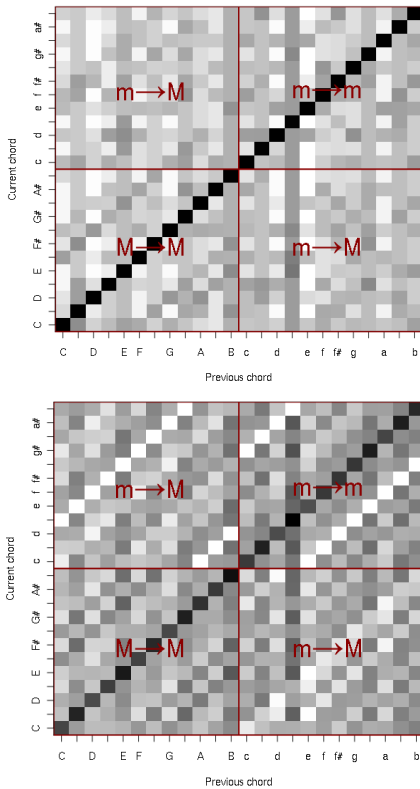 a#
g#
f#
f
e
d
c
A#
G#
F#
E
D
C
Current chord
m→M
m→m
M→M
m→M
C D E F G A B c d e f f# g a b
Previous chord
a#
g#
f#
f
e
d
c
A#
G#
F#
E
D
C
Current chord
m→M
m→m
M→M
m→M
C D E F G A B c d e f f# g a b
Previous chord